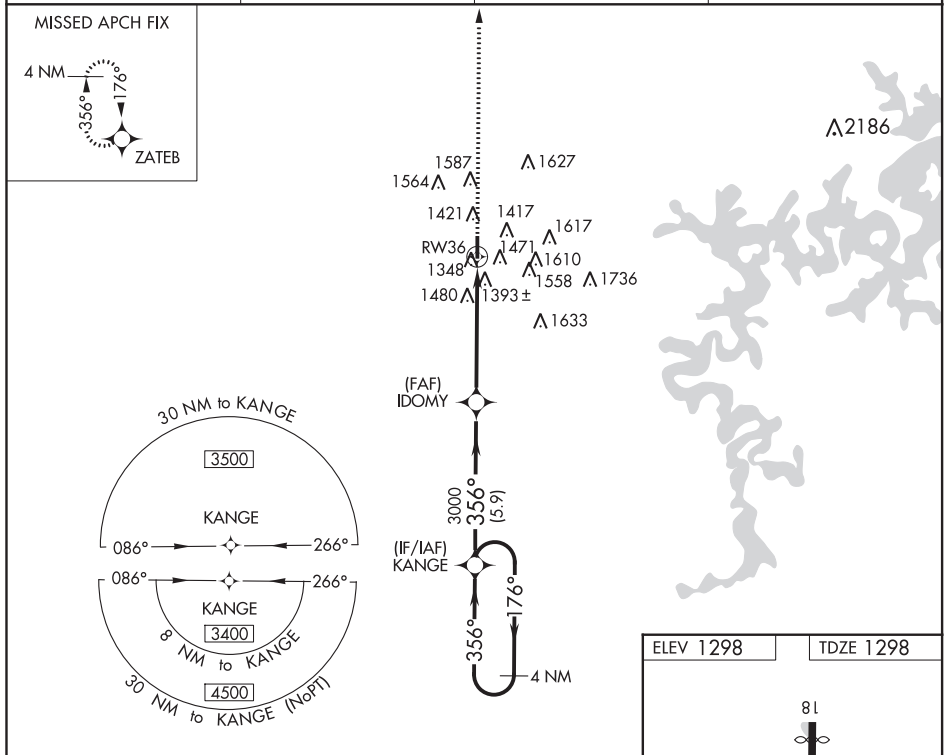 MISSED APCH FIX
4 NM
356°
176°
ZATEB
2186
1587
1627
1564
1421
1417
1617
RW36
1471
1610
1348
1558
1736
1480
1393 ±
1633
(FAF)
IDOMY
30 NM to KANGE
3500
KANGE
086°
266°
086°
266°
KANGE
3400
8 NM to KANGE
4500
30 NM to KANGE (NoPT)
3000
356°
(5.9)
(IF/IAF)
KANGE
356°
176°
4 NM
ELEV 1298
TDZE 1298
18